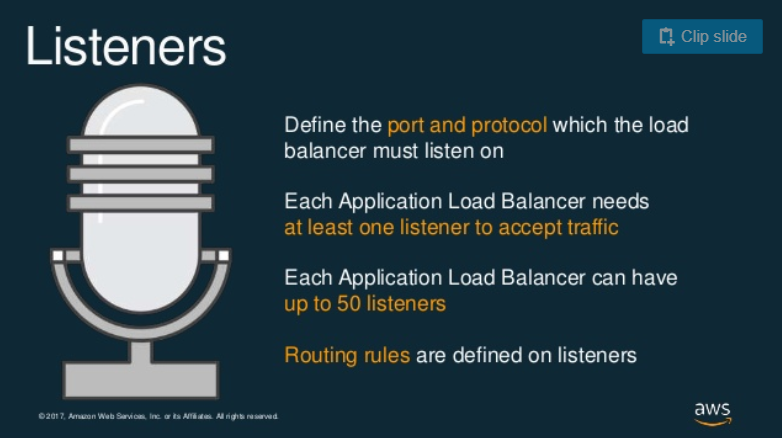 Listeners
Clip slide
Define the port and protocol which the load
balancer must listen on
Each Application Load Balancer needs
at least one listener to accept traffic
Each Application Load Balancer can have
up to 50 listeners
Routing rules are defined on listeners
© 2017, Amazon Web Services, Inc. or its Affiliates. All rights reserved.
aws